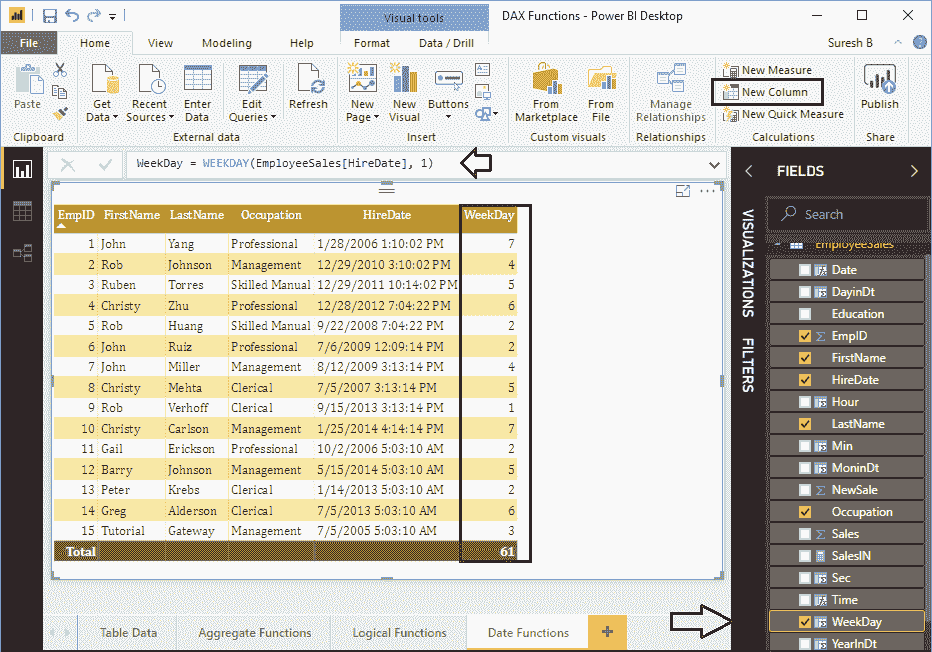 Visual tools
DAX Functions - Power BI Desktop
File Home View Modeling Help Format Data / Drill Suresh B
Paste
Get Data
Recent Sources
Enter Data
Edit Queries
Refresh
New Page
New Visual
Buttons
From Marketplace
From File
Manage Relationships
New Measure
New Column
New Quick Measure
Publish
Clipboard External data Insert Custom visuals Relationships Calculations Share
WeekDay = WEEKDAY(EmployeeSales[HireDate], 1)
EmpID FirstName LastName Occupation HireDate WeekDay
1 John Yang Professional 1/28/2006 1:10:02 PM 7
2 Rob Johnson Management 12/29/2010 3:10:02 PM 4
3 Ruben Torres Skilled Manual 12/29/2011 10:14:02 PM 5
4 Christy Zhu Professional 12/28/2012 7:04:22 PM 6
5 Rob Huang Skilled Manual 9/22/2008 7:04:22 PM 2
6 John Ruiz Professional 7/6/2009 12:09:14 PM 2
7 John Miller Management 8/12/2009 3:13:14 PM 4
8 Christy Mehta Clerical 7/5/2007 3:13:14 PM 5
9 Rob Verhoff Clerical 9/15/2013 3:13:14 PM 1
10 Christy Carlson Management 1/25/2014 4:14:14 PM 7
11 Gail Erickson Professional 10/2/2006 5:03:10 AM 2
12 Barry Johnson Management 5/15/2014 5:03:10 AM 5
13 Peter Krebs Clerical 1/14/2013 5:03:10 AM 2
14 Greg Alderson Clerical 7/5/2013 5:03:10 AM 6
15 Tutorial Gateway Management 7/5/2005 5:03:10 AM 3
Total 61
VISUALIZATIONS
FILTERS
FIELDS
Search
EmployeeSales
Date
DayinDt
Education
EmpID
FirstName
HireDate
Hour
LastName
Min
MoninDt
NewSale
Occupation
Sales
SalesIN
Sec
Time
WeekDay
YearInDt
Table Data Aggregate Functions Logical Functions Date Functions +